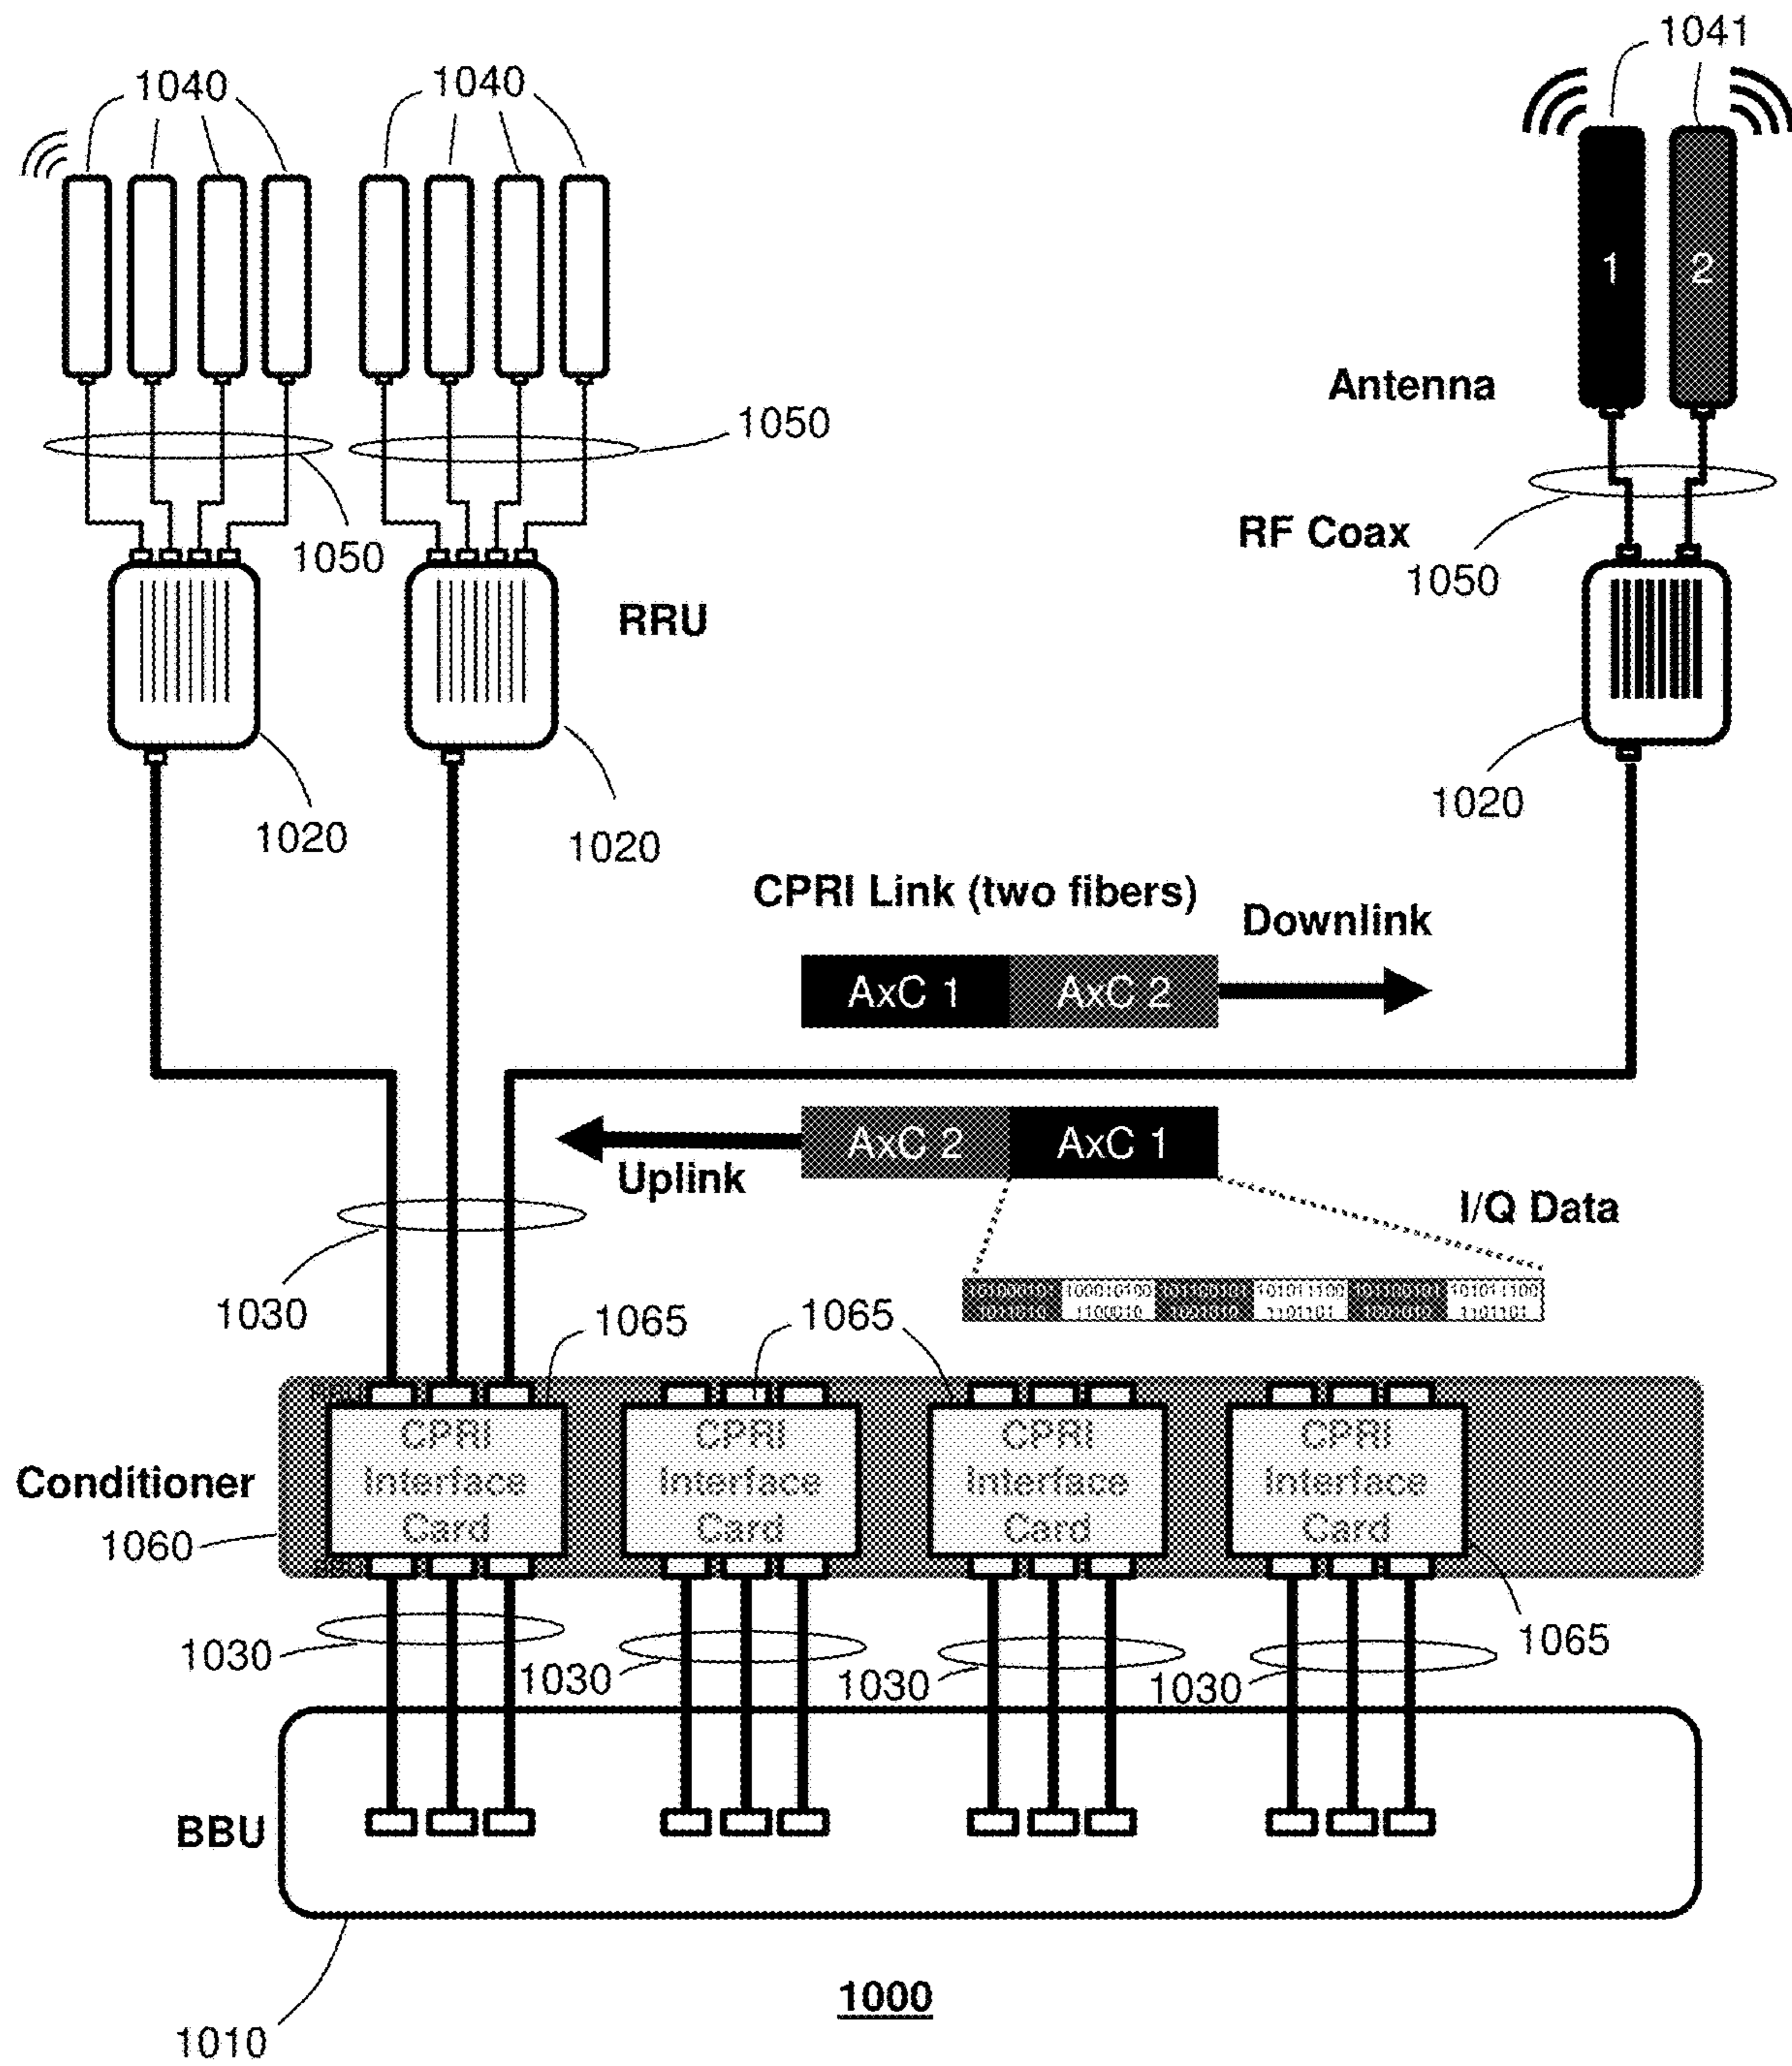 1041
1040
1040
1
2
Antenna
1050
RF Coax
1050
1050
RRU
1020
1020
1020
CPRI Link (two fibers)
Downlink
AxC 1
AxC 2
AxC 2
AxC 1
Uplink
I/Q Data
1030
1065
1065
CPRI
Interface
Card
CPRI
Interface
Card
CPRI
Interface
Card
CPRI
Interface
Card
Conditioner
1060
1065
1030
1030
1030
1030
BBU
1010
1000